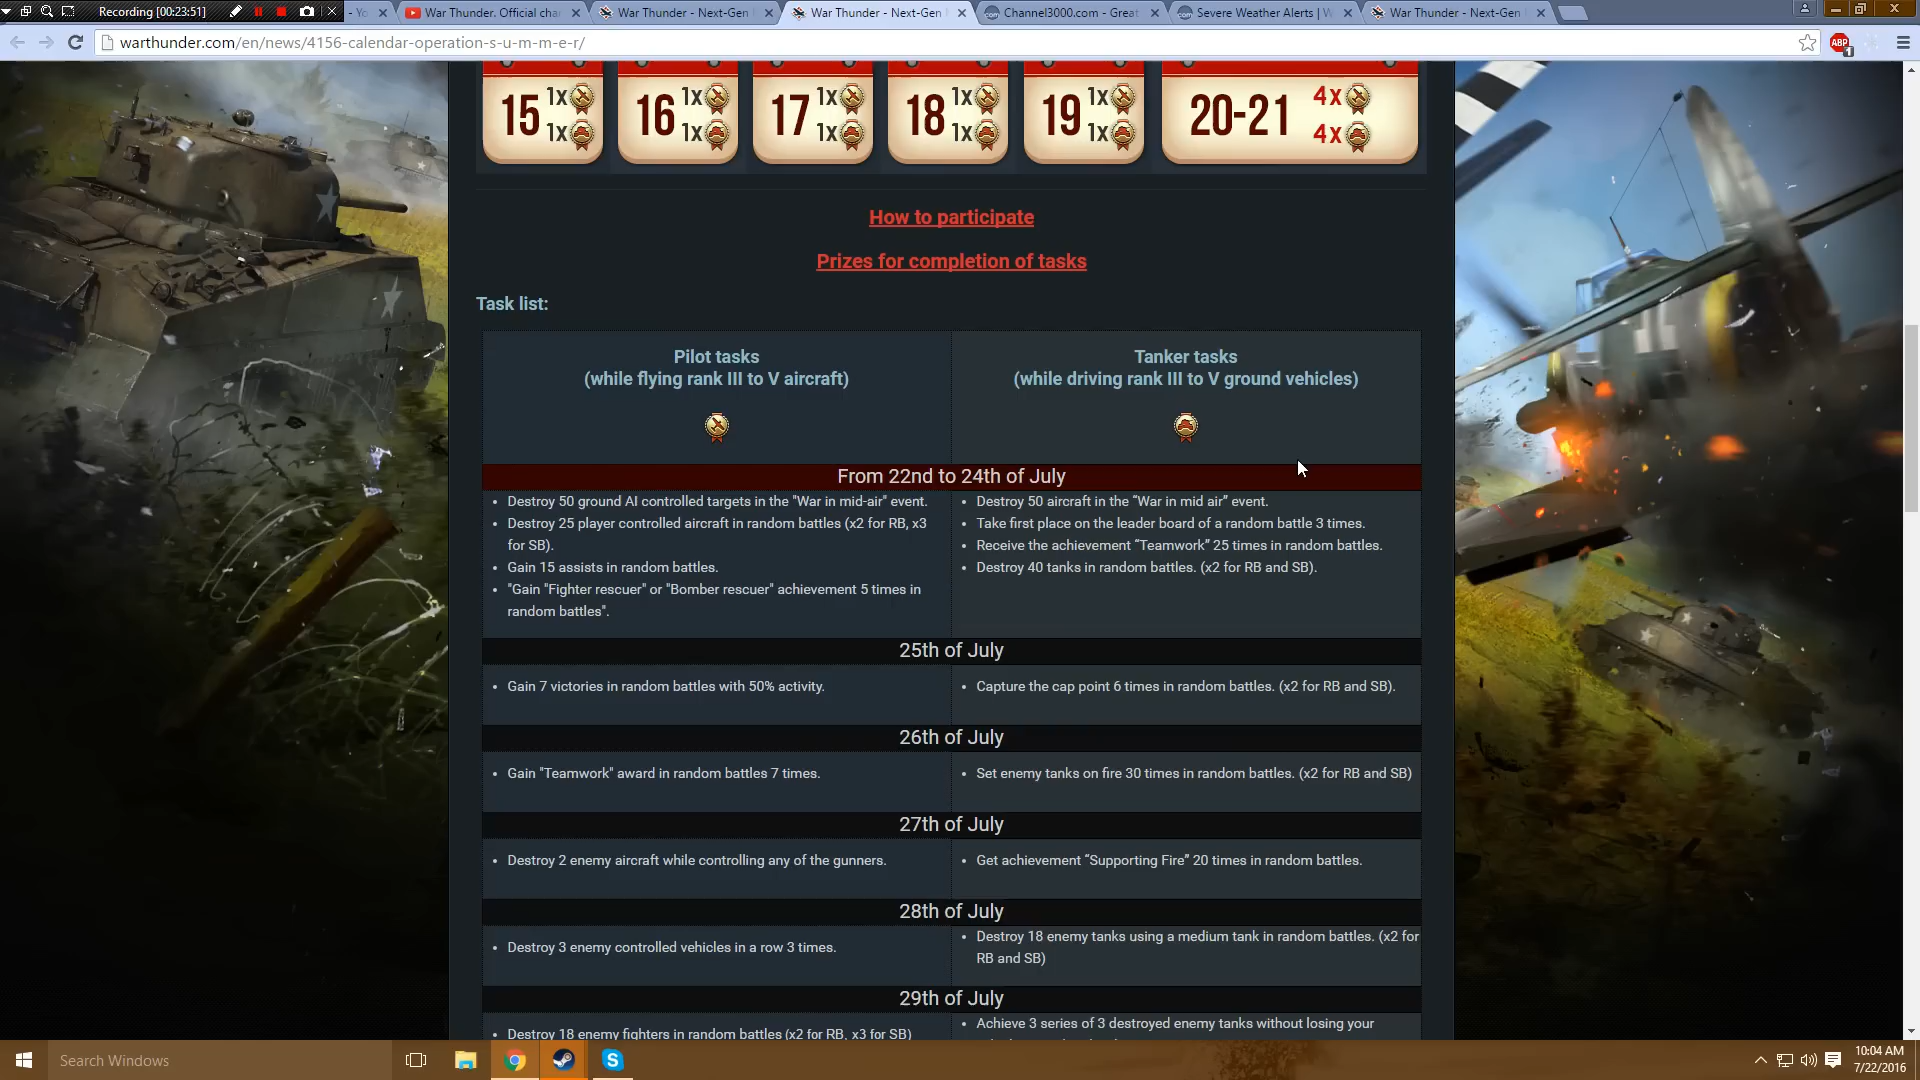 Recording [00:23:51]
- Yo
War Thunder. Official cha
War Thunder - Next-Gen
War Thunder - Next-Gen
Channel3000.com - Great
Severe Weather Alerts | W
War Thunder - Next-Gen
warthunder.com/en/news/4156-calendar-operation-s-u-m-m-e-r/
ABP
1
15 1x 1x
16 1x 1x
17 1x 1x
18 1x 1x
19 1x 1x
20-21 4x 4x
How to participate
Prizes for completion of tasks
Task list:
Pilot tasks
(while flying rank III to V aircraft)
Tanker tasks
(while driving rank III to V ground vehicles)
From 22nd to 24th of July
• Destroy 50 ground AI controlled targets in the "War in mid-air" event.
• Destroy 25 player controlled aircraft in random battles (x2 for RB, x3
for SB).
• Gain 15 assists in random battles.
• "Gain "Fighter rescuer" or "Bomber rescuer" achievement 5 times in
random battles".
• Destroy 50 aircraft in the “War in mid air” event.
• Take first place on the leader board of a random battle 3 times.
• Receive the achievement “Teamwork” 25 times in random battles.
• Destroy 40 tanks in random battles. (x2 for RB and SB).
25th of July
• Gain 7 victories in random battles with 50% activity.
• Capture the cap point 6 times in random battles. (x2 for RB and SB).
26th of July
• Gain "Teamwork" award in random battles 7 times.
• Set enemy tanks on fire 30 times in random battles. (x2 for RB and SB)
27th of July
• Destroy 2 enemy aircraft while controlling any of the gunners.
• Get achievement “Supporting Fire” 20 times in random battles.
28th of July
• Destroy 3 enemy controlled vehicles in a row 3 times.
• Destroy 18 enemy tanks using a medium tank in random battles. (x2 for
RB and SB)
29th of July
• Destroy 18 enemy fighters in random battles (x2 for RB, x3 for SB)
• Achieve 3 series of 3 destroyed enemy tanks without losing your
Search Windows
10:04 AM
7/22/2016